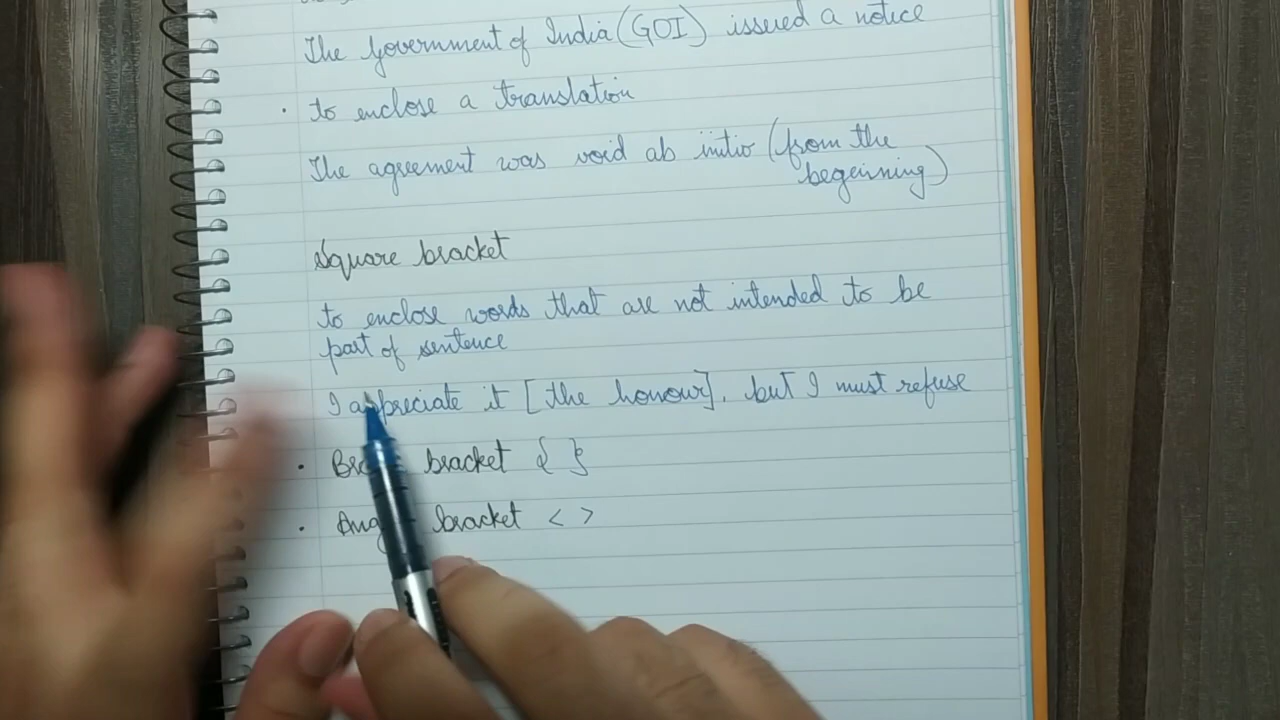 The Government of India (GOI) issued a notice
· to enclose a translation
The agreement was void ab initio (from the
begeinning)
Square bracket
to enclose words that are not intended to be
part of sentence
I appreciate it [the honour], but I must refuse
· bracket { }
· bracket < >